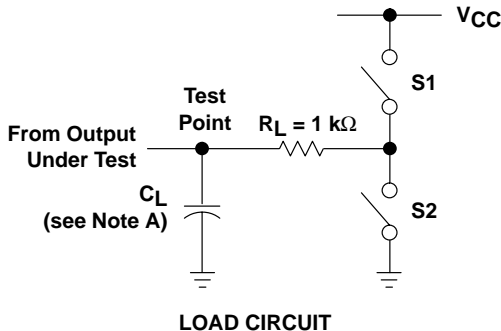 VCC
S1
Test
Point
RL = 1 kΩ
From Output
Under Test
CL
(see Note A)
S2
LOAD CIRCUIT